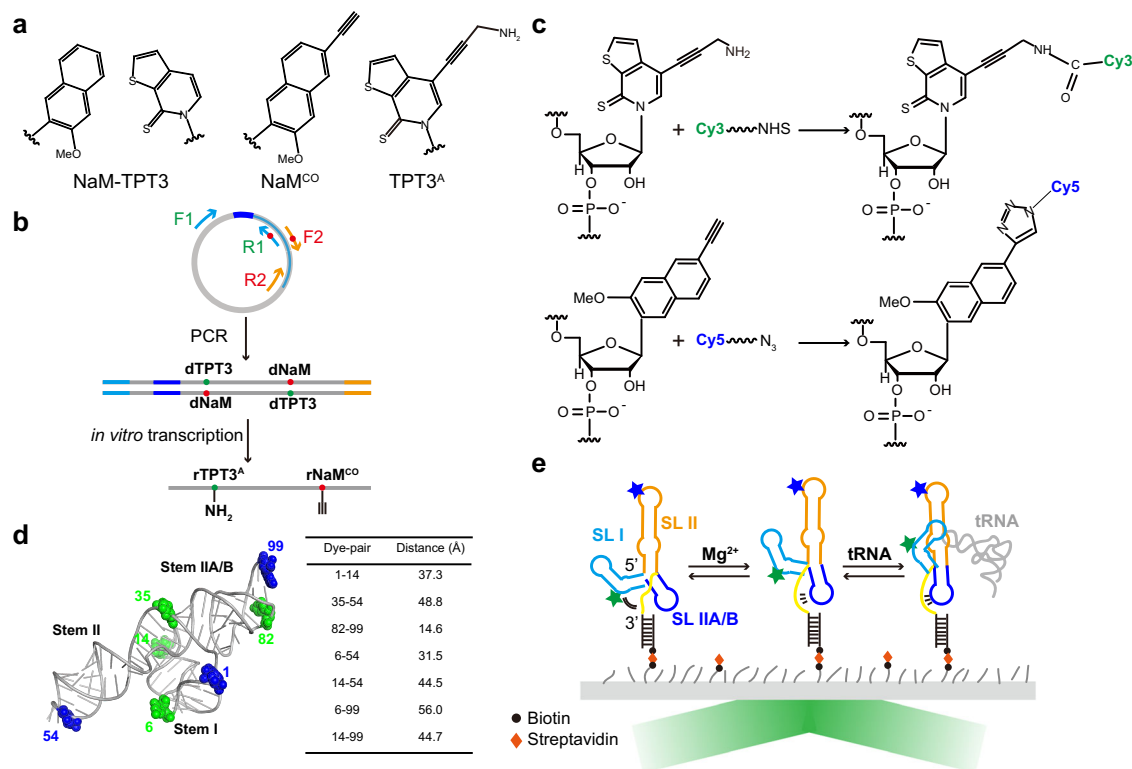 a
S
S
N
MeO
NaM-TPT3
MeO
NaM^CO
NH₂
S
S
N
TPT3^A
b
F1
R1
F2
R2
PCR
dTPT3
dNaM
dNaM
dTPT3
in vitro transcription
rTPT3^A
rNaM^CO
NH₂
c
NH₂
S
S
N
O
O
H
O
OH
O=P-O⁻
O
+ Cy3 NHS
NH
C
Cy3
O
S
S
N
O
O
H
O
OH
O=P-O⁻
O
MeO
O
O
H
O
OH
O=P-O⁻
O
+ Cy5 N₃
Cy5
N
N
MeO
O
O
H
O
OH
O=P-O⁻
O
d
99
Stem IIA/B
35
Stem II
14
82
1
54
6
Stem I
Dye-pair Distance (Å)
1-14 37.3
35-54 48.8
82-99 14.6
6-54 31.5
14-54 44.5
6-99 56.0
14-99 44.7
e
SL I
SL II
5'
3'
SL IIA/B
Mg²⁺
tRNA
tRNA
Biotin
Streptavidin